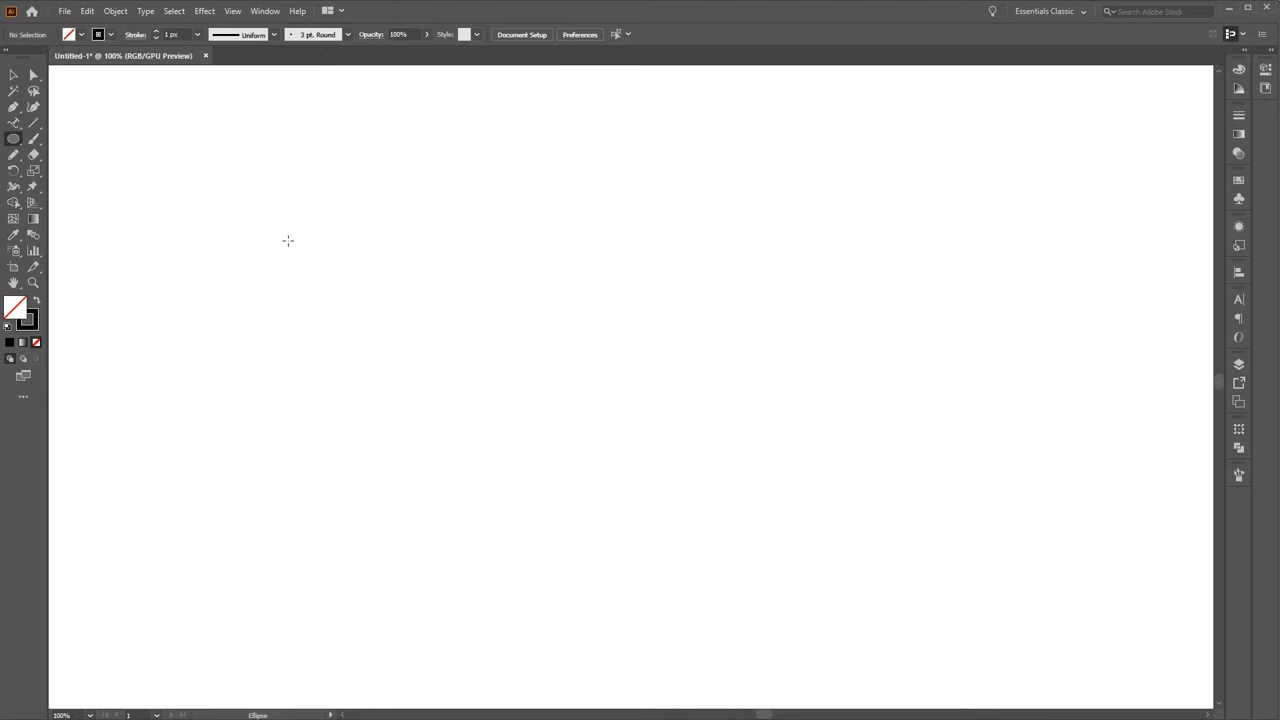 Ai File Edit Object Type Select Effect View Window Help Essentials Classic Search Adobe Stock
No Selection Stroke: 1 px Uniform 3 pt. Round Opacity: 100% Style: Document Setup Preferences
Untitled-1* @ 100% (RGB/GPU Preview) ×
100% 1 Ellipse